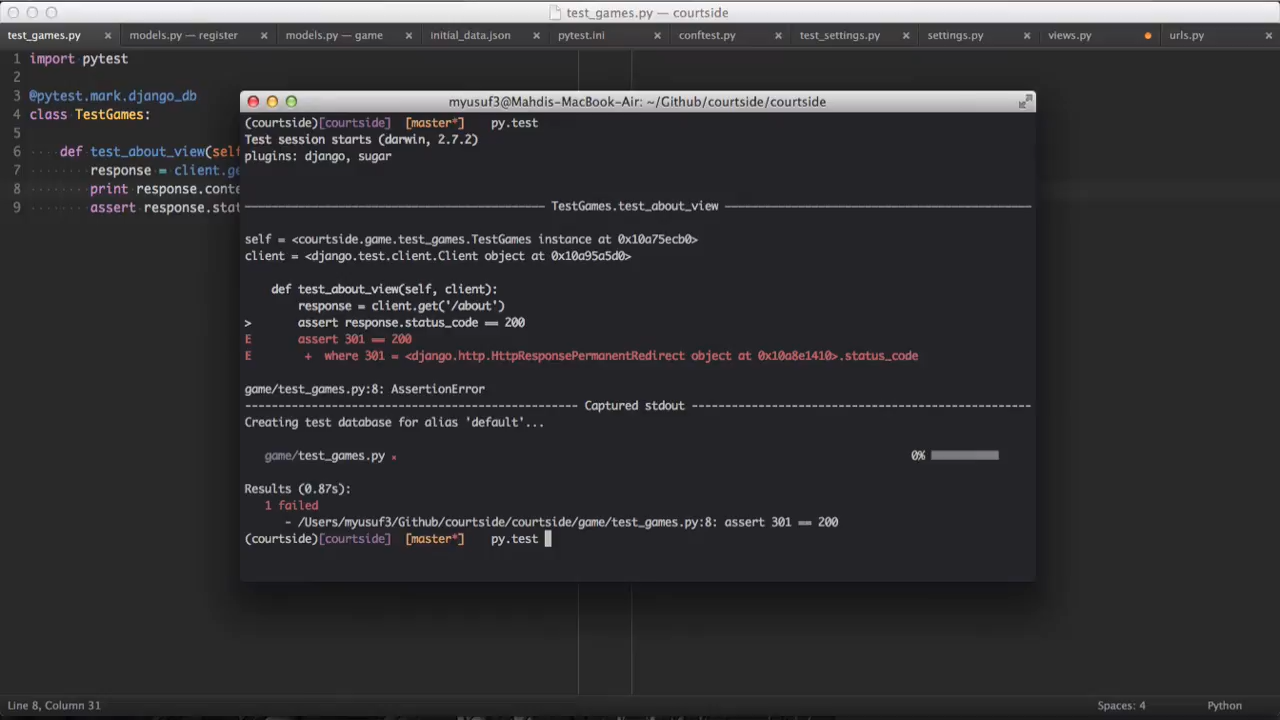 test_games.py — courtside
test_games.py × models.py — register × models.py — game × initial_data.json × pytest.ini × conftest.py × test_settings.py × settings.py × views.py urls.py ×
1 import pytest
2
3 @pytest.mark.django_db
4 class TestGames:
5
6 def test_about_view(self
7 response = client.ge
8 print response.conte
9 assert response.stat
myusuf3@Mahdis-MacBook-Air: ~/Github/courtside/courtside
(courtside)[courtside] [master*] py.test
Test session starts (darwin, 2.7.2)
plugins: django, sugar
TestGames.test_about_view
self = <courtside.game.test_games.TestGames instance at 0x10a75ecb0>
client = <django.test.client.Client object at 0x10a95a5d0>
def test_about_view(self, client):
response = client.get('/about')
> assert response.status_code == 200
E assert 301 == 200
E + where 301 = <django.http.HttpResponsePermanentRedirect object at 0x10a8e1410>.status_code
game/test_games.py:8: AssertionError
Captured stdout
Creating test database for alias 'default'...
game/test_games.py × 0%
Results (0.87s):
1 failed
- /Users/myusuf3/Github/courtside/courtside/game/test_games.py:8: assert 301 == 200
(courtside)[courtside] [master*] py.test
Line 8, Column 31 Spaces: 4 Python